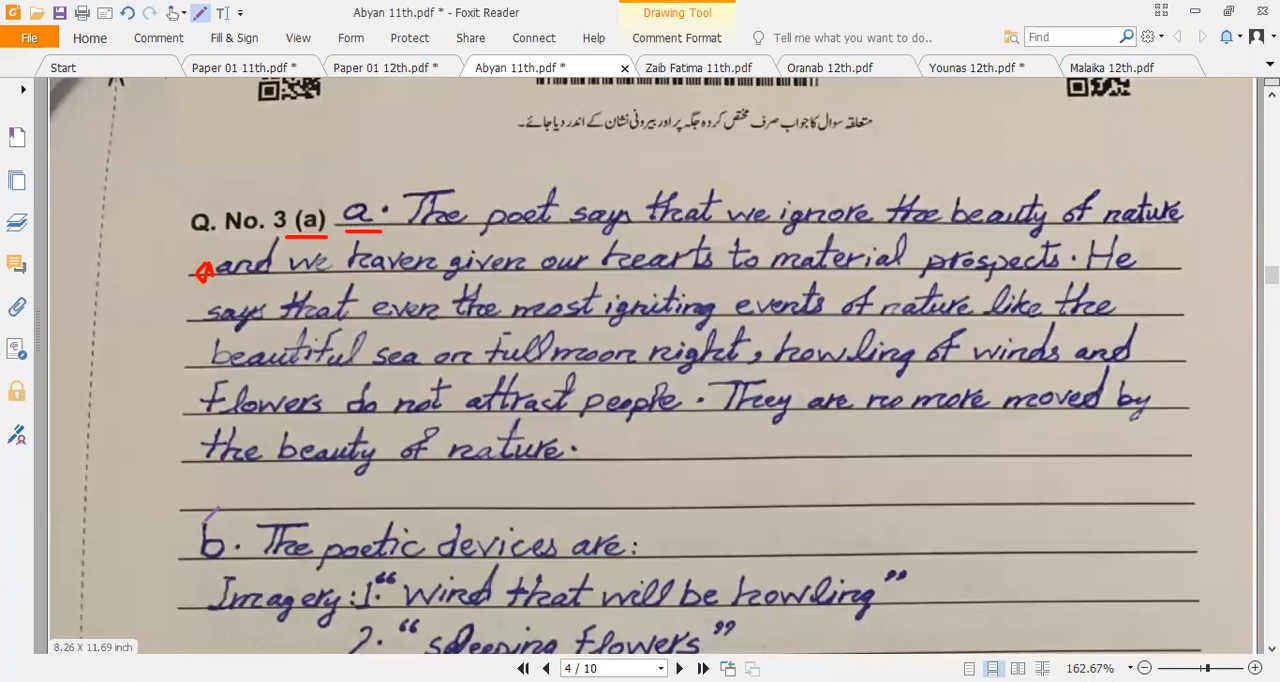 Abyan 11th.pdf * - Foxit Reader
Drawing Tool
File Home Comment Fill & Sign View Form Protect Share Connect Help Comment Format Tell me what you want to do.. Find
Start Paper 01 11th.pdf * Paper 01 12th.pdf * Abyan 11th.pdf * Zaib Fatima 11th.pdf Oranab 12th.pdf Younas 12th.pdf * Malaika 12th.pdf
متعلقہ سوال کا جواب صرف مختص کردہ جگہ پر اور بیرونی نشان کے اندر دیا جائے۔
Q. No. 3 (a) a. The poet says that we ignore the beauty of nature
and we haven given our hearts to material prospects. He
says that even the most igniting events of nature like the
beautiful sea on full moon night, howling of winds and
flowers do not attract people. They are no more moved by
the beauty of nature.
b. The poetic devices are:
Imagery: 1. "Wind that will be howling"
2. "sleeping flowers"
8.26 x 11.69 inch
4 / 10
162.67%